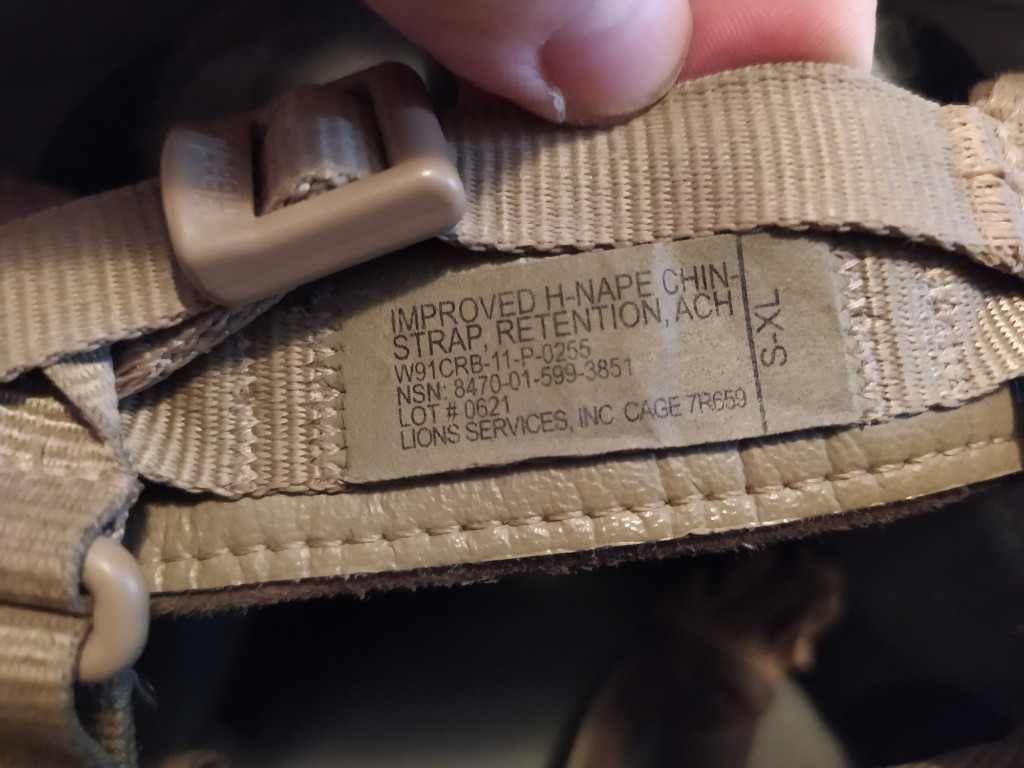 IMPROVED H-NAPE CHIN-
STRAP, RETENTION, ACH
W91CRB-11-P-0255
NSN: 8470-01-599-3851
LOT # 0621
LIONS SERVICES, INC CAGE 7R659
S-XL